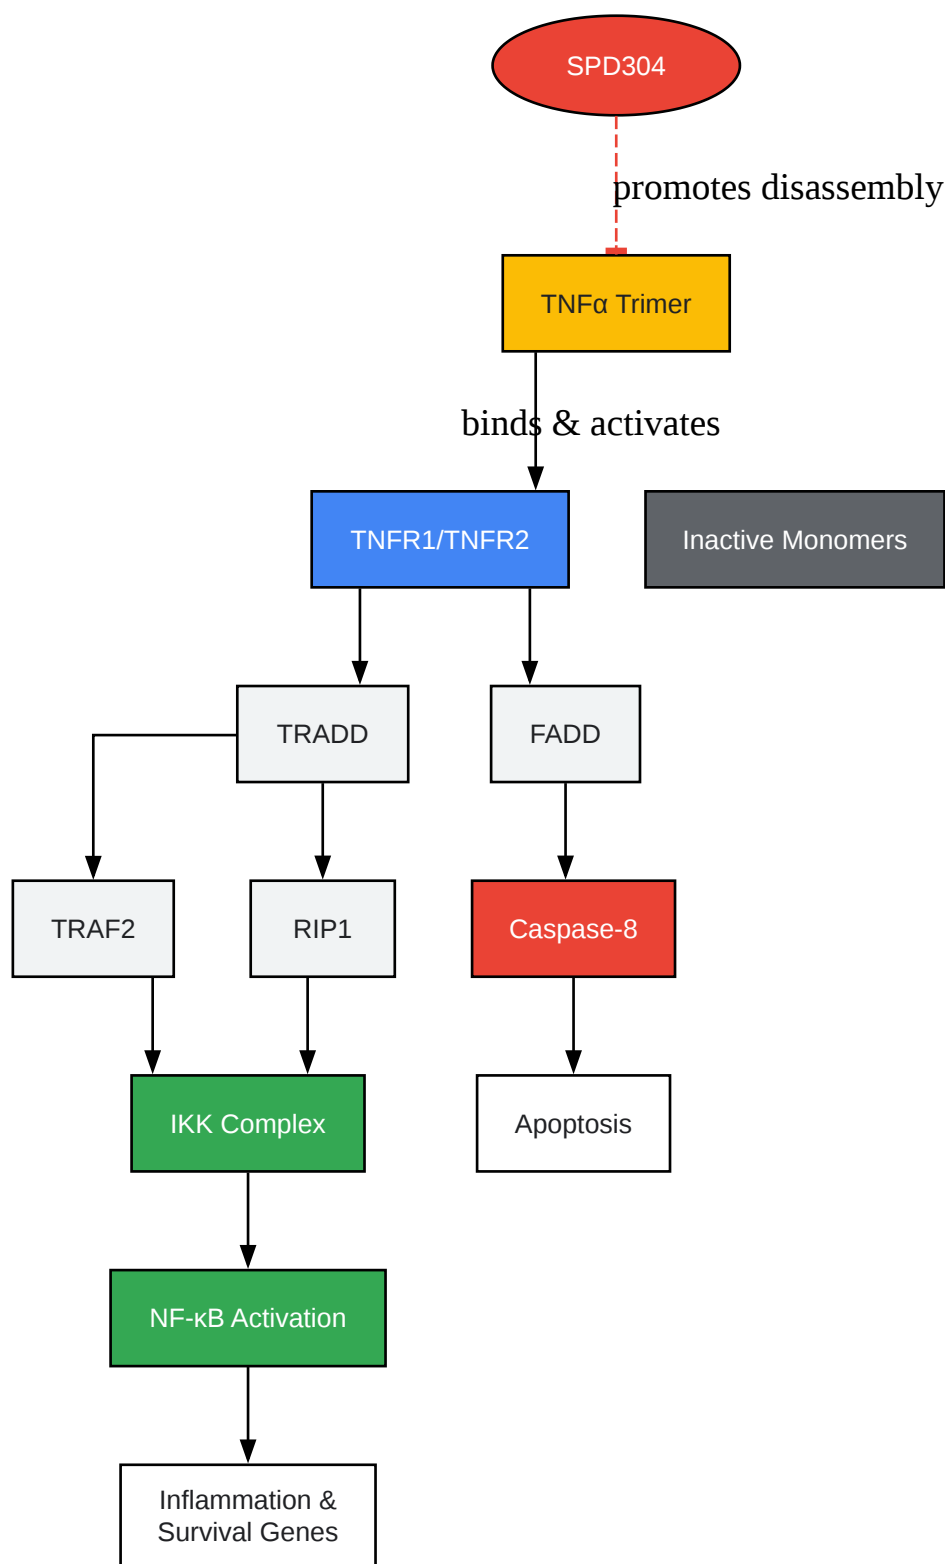 SPD304
promotes disassembly
TNFα Trimer
binds & activates
TNFR1/TNFR2
Inactive Monomers
TRADD
FADD
TRAF2
RIP1
Caspase-8
IKK Complex
Apoptosis
NF-κB Activation
Inflammation &
Survival Genes